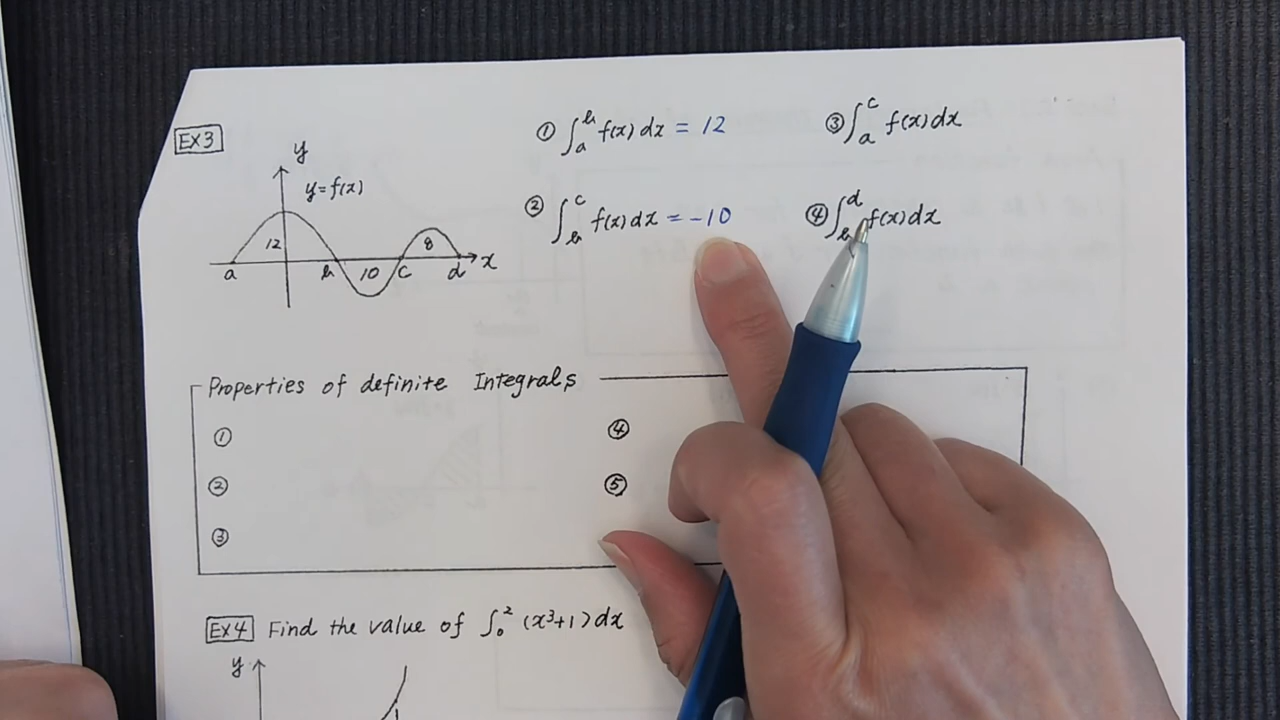 EX3
y
y=f(x)
12
a b 10 c 8 d x
① ∫_a^b f(x) dx = 12
② ∫_b^c f(x) dx = -10
③ ∫_a^c f(x) dx
④ ∫_b^d f(x) dx
Properties of definite Integrals
①
②
③
④
⑤
EX4 Find the value of ∫_0^2 (x^3+1) dx
y